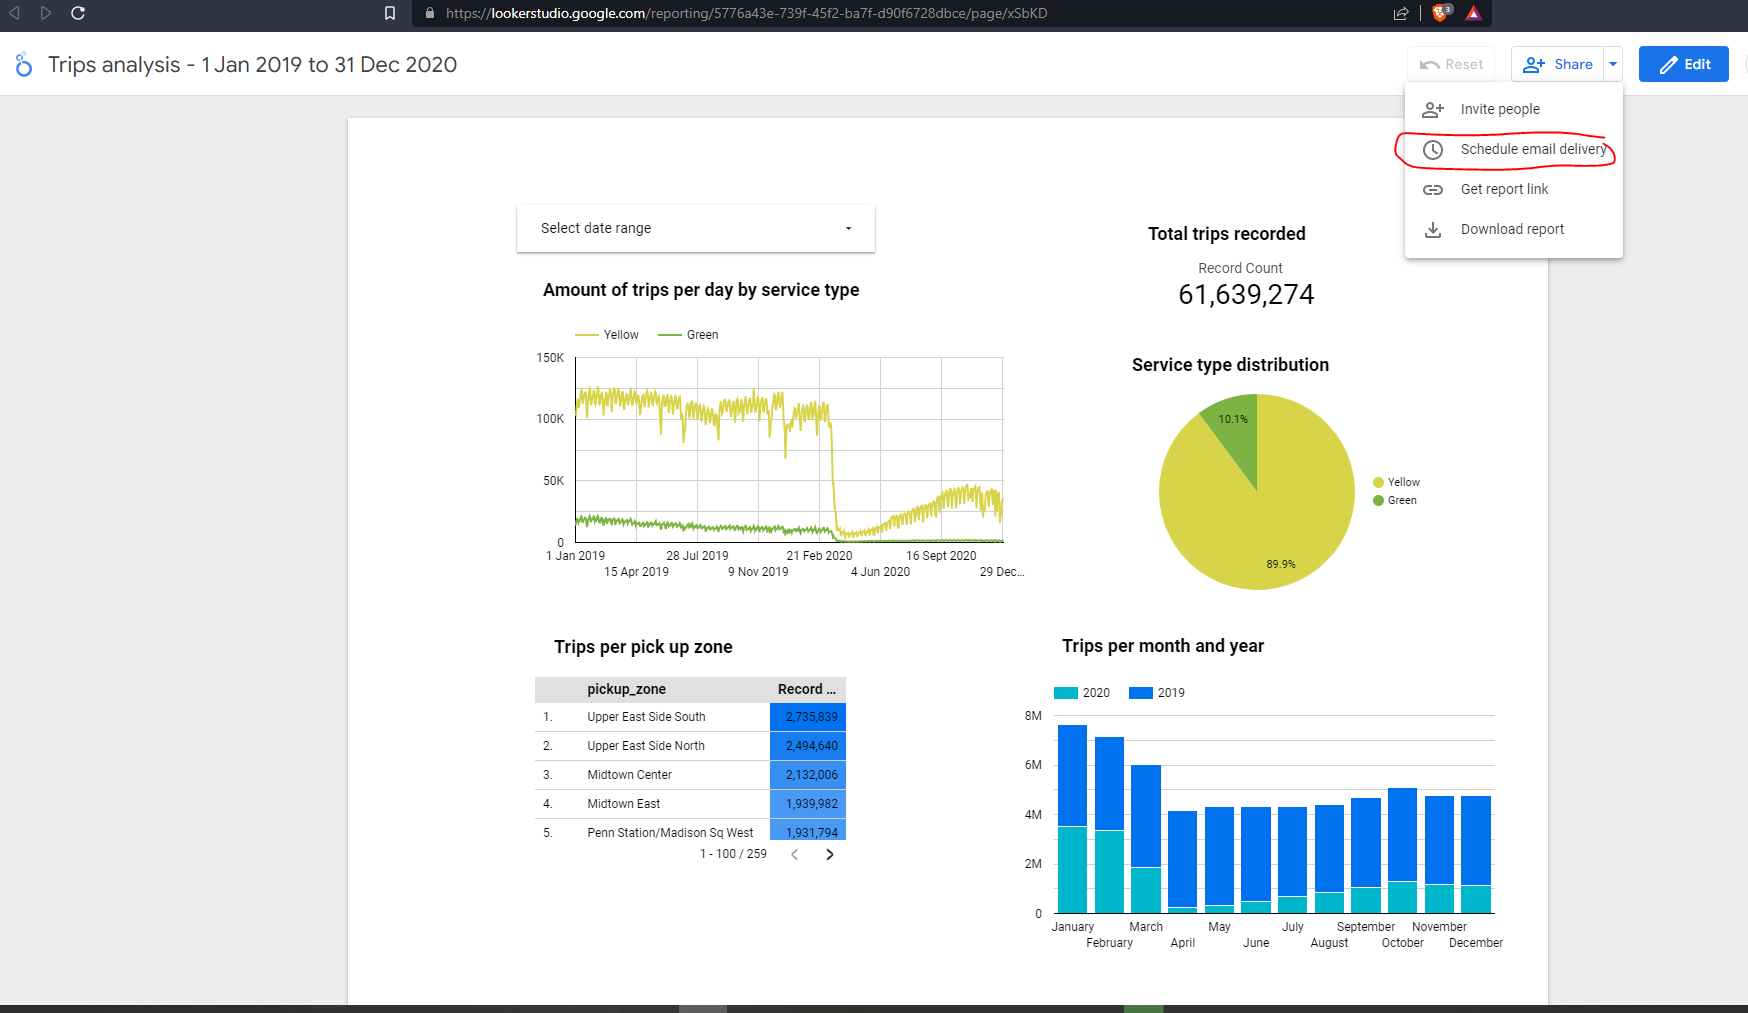 https://lookerstudio.google.com/reporting/5776a43e-739f-45f2-ba7f-d90f6728dbce/page/xSbKD
3
Trips analysis - 1 Jan 2019 to 31 Dec 2020
Reset
Share
Edit
Invite people
Schedule email delivery
Get report link
Download report
Select date range
Total trips recorded
Record Count
61,639,274
Amount of trips per day by service type
Yellow Green
150K
100K
50K
0
1 Jan 2019 28 Jul 2019 21 Feb 2020 16 Sept 2020
15 Apr 2019 9 Nov 2019 4 Jun 2020 29 Dec...
Service type distribution
10.1%
89.9%
Yellow
Green
Trips per pick up zone
pickup_zone Record ...
1. Upper East Side South 2,735,839
2. Upper East Side North 2,494,640
3. Midtown Center 2,132,006
4. Midtown East 1,939,982
5. Penn Station/Madison Sq West 1,931,794
1 - 100 / 259
Trips per month and year
2020 2019
8M
6M
4M
2M
0
January March May July September November
February April June August October December